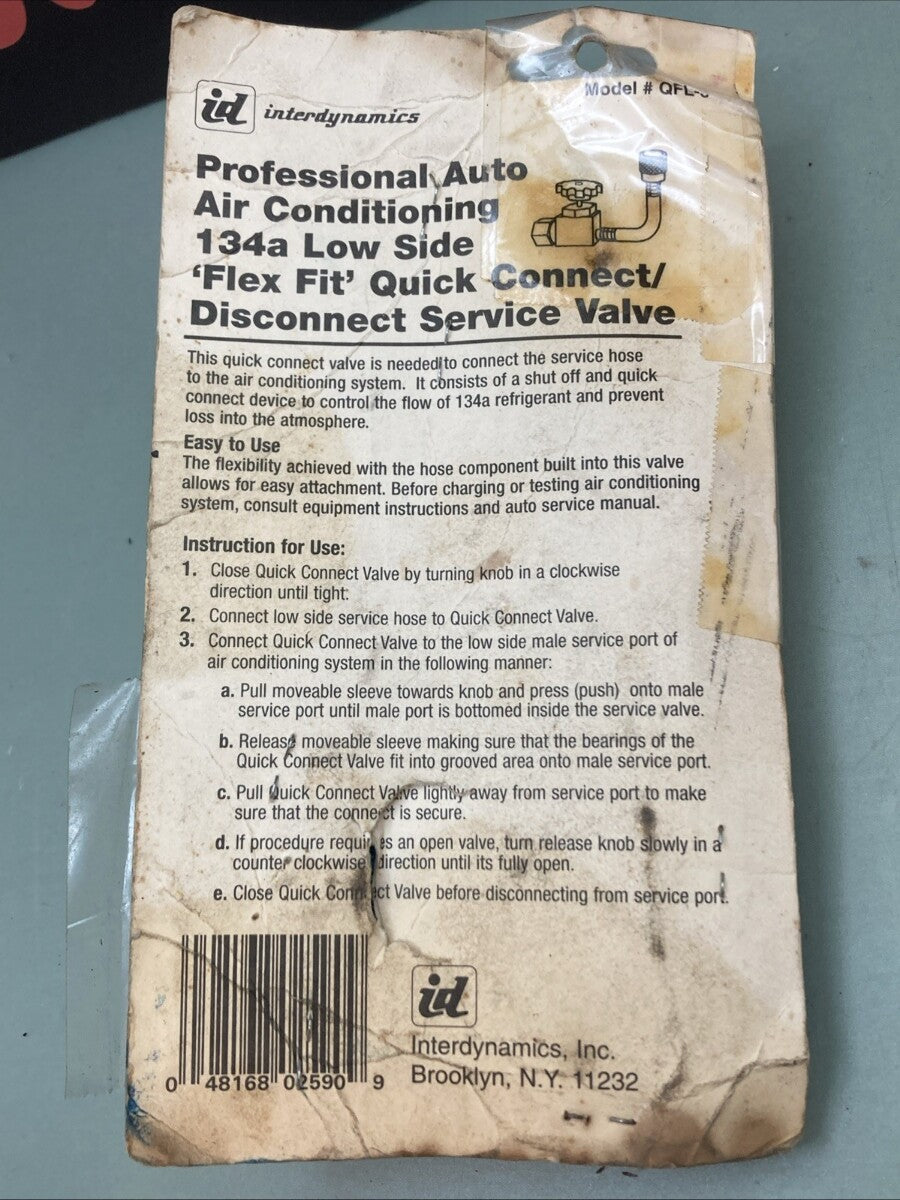 Model # QFL-
id interdynamics
Professional Auto
Air Conditioning
134a Low Side
‘Flex Fit’ Quick Connect/
Disconnect Service Valve
This quick connect valve is needed to connect the service hose
to the air conditioning system. It consists of a shut off and quick
connect device to control the flow of 134a refrigerant and prevent
loss into the atmosphere.
Easy to Use
The flexibility achieved with the hose component built into this valve
allows for easy attachment. Before charging or testing air conditioning
system, consult equipment instructions and auto service manual.
Instruction for Use:
1. Close Quick Connect Valve by turning knob in a clockwise
direction until tight:
2. Connect low side service hose to Quick Connect Valve.
3. Connect Quick Connect Valve to the low side male service port of
air conditioning system in the following manner:
a. Pull moveable sleeve towards knob and press (push) onto male
service port until male port is bottomed inside the service valve.
b. Release moveable sleeve making sure that the bearings of the
Quick Connect Valve fit into grooved area onto male service port.
c. Pull Quick Connect Valve lightly away from service port to make
sure that the connect is secure.
d. If procedure requires an open valve, turn release knob slowly in a
counter clockwise direction until its fully open.
e. Close Quick Connect Valve before disconnecting from service port.
0 48168 02590 9
id
Interdynamics, Inc.
Brooklyn, N.Y. 11232